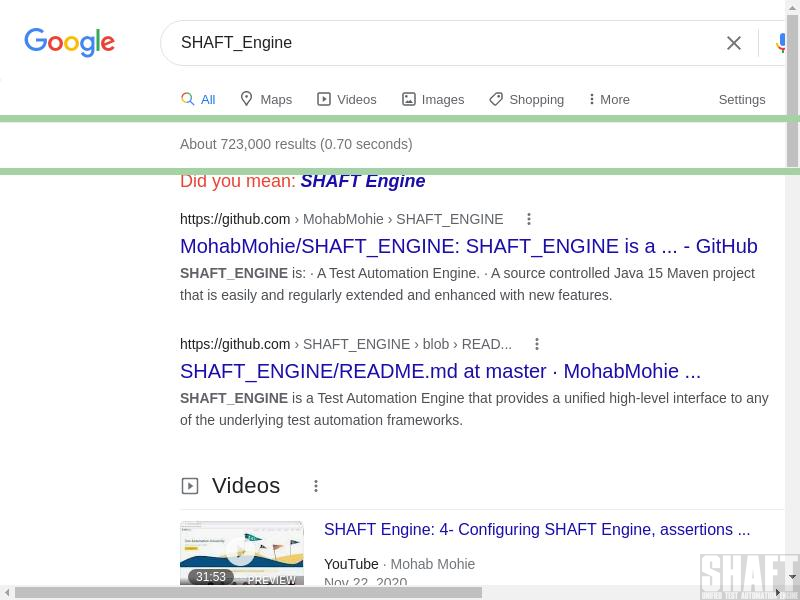 Google
SHAFT_Engine
All Maps Videos Images Shopping More Settings
About 723,000 results (0.70 seconds)
Did you mean: SHAFT Engine
https://github.com › MohabMohie › SHAFT_ENGINE
MohabMohie/SHAFT_ENGINE: SHAFT_ENGINE is a ... - GitHub
SHAFT_ENGINE is: · A Test Automation Engine. · A source controlled Java 15 Maven project
that is easily and regularly extended and enhanced with new features.
https://github.com › SHAFT_ENGINE › blob › READ...
SHAFT_ENGINE/README.md at master · MohabMohie ...
SHAFT_ENGINE is a Test Automation Engine that provides a unified high-level interface to any
of the underlying test automation frameworks.
Videos
SHAFT Engine: 4- Configuring SHAFT Engine, assertions ...
31:53 PREVIEW
YouTube · Mohab Mohie
Nov 22, 2020
SHAFT